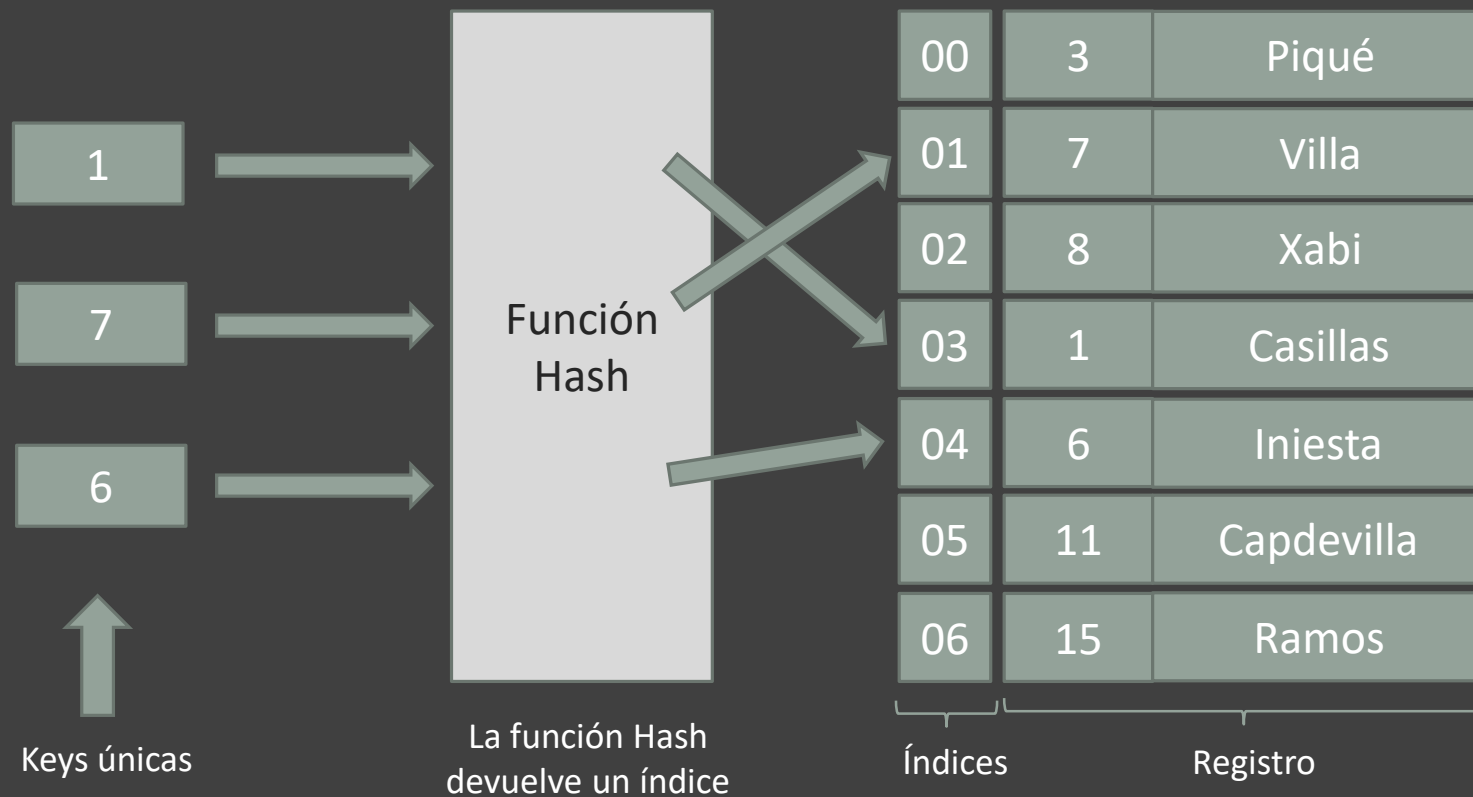 1
7
6
Keys únicas
Función
Hash
La función Hash
devuelve un índice
00 3 Piqué
01 7 Villa
02 8 Xabi
03 1 Casillas
04 6 Iniesta
05 11 Capdevilla
06 15 Ramos
Índices
Registro